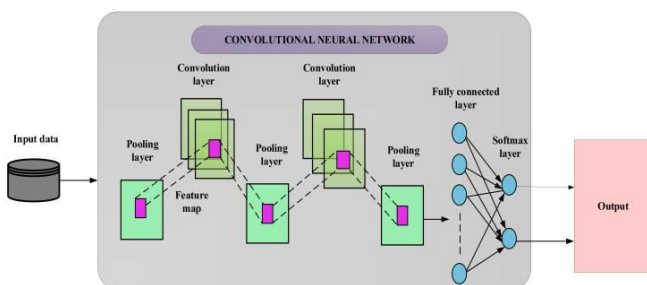 CONVOLUTIONAL NEURAL NETWORK
Convolution
layer
Convolution
layer
Fully connected
layer
Input data
Pooling
layer
Pooling
layer
Pooling
layer
Softmax
layer
Feature
map
Output